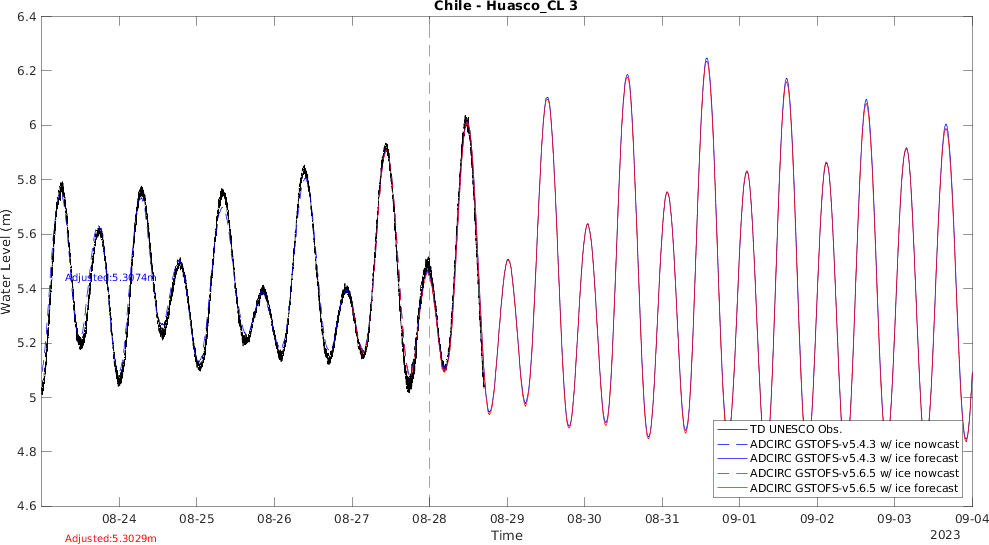 Chile - Huasco_CL 3
Water Level (m)
6.4
6.2
6
5.8
5.6
5.4
5.2
5
4.8
4.6
Adjusted:5.3074m
TD UNESCO Obs.
ADCIRC GSTOFS-v5.4.3 w/ ice nowcast
ADCIRC GSTOFS-v5.4.3 w/ ice forecast
ADCIRC GSTOFS-v5.6.5 w/ ice nowcast
ADCIRC GSTOFS-v5.6.5 w/ ice forecast
08-24 08-25 08-26 08-27 08-28 08-29 08-30 08-31 09-01 09-02 09-03 09-04
Time
2023
Adjusted:5.3029m